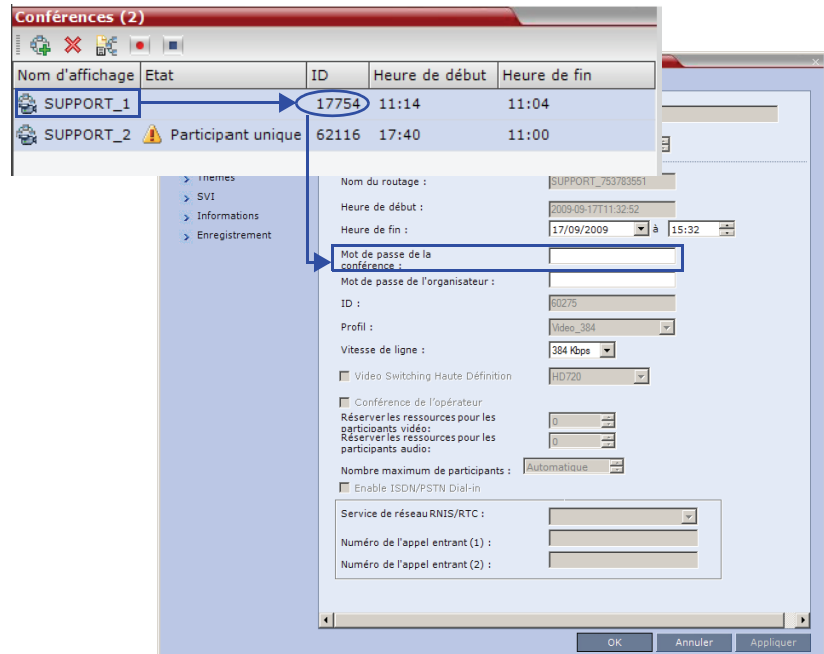 Conférences (2)
Nom d'affichage Etat ID Heure de début Heure de fin
SUPPORT_1 17754 11:14 11:04
SUPPORT_2 Participant unique 62116 17:40 11:00
Thèmes
SVI
Informations
Enregistrement
Nom du routage : SUPPORT_753783551
Heure de début : 2009-09-17T11:32:52
Heure de fin : 17/09/2009 à 15:32
Mot de passe de la
conférence :
Mot de passe de l'organisateur :
ID : 60275
Profil : Video_384
Vitesse de ligne : 384 Kbps
Video Switching Haute Définition HD720
Conférence de l'opérateur
Réserver les ressources pour les
participants vidéo: 0
Réserver les ressources pour les
participants audio: 0
Nombre maximum de participants : Automatique
Enable ISDN/PSTN Dial-in
Service de réseau RNIS/RTC :
Numéro de l'appel entrant (1) :
Numéro de l'appel entrant (2) :
OK Annuler Appliquer